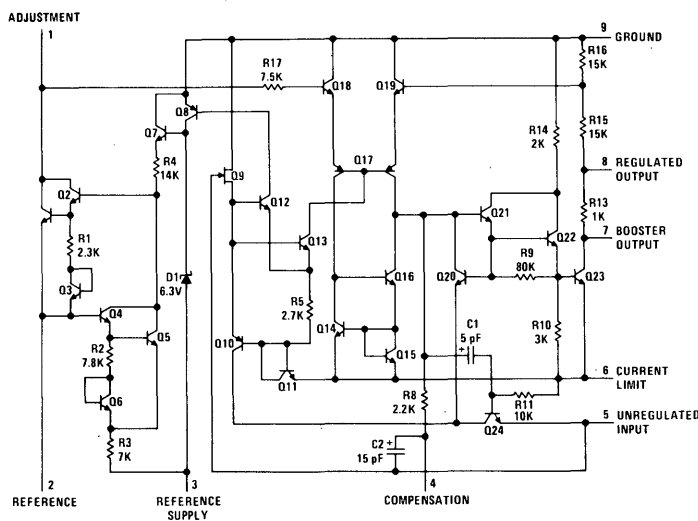 ADJUSTMENT
1
9
GROUND
R16
15K
R17
7.5K
Q18
Q19
Q8
Q7
R4
14K
R14
2K
R15
15K
Q17
8
REGULATED
OUTPUT
Q9
Q2
Q12
R13
1K
Q21
7
BOOSTER
OUTPUT
Q13
Q22
R1
2.3K
R9
80K
D1
6.3V
Q16
Q20
Q23
Q3
R5
2.7K
Q4
Q5
Q14
C1
5 pF
R10
3K
Q10
R2
7.8K
Q15
Q11
6
CURRENT
LIMIT
Q6
R8
2.2K
R11
10K
5
UNREGULATED
INPUT
Q24
R3
7K
C2
15 pF
2
REFERENCE
3
REFERENCE
SUPPLY
4
COMPENSATION